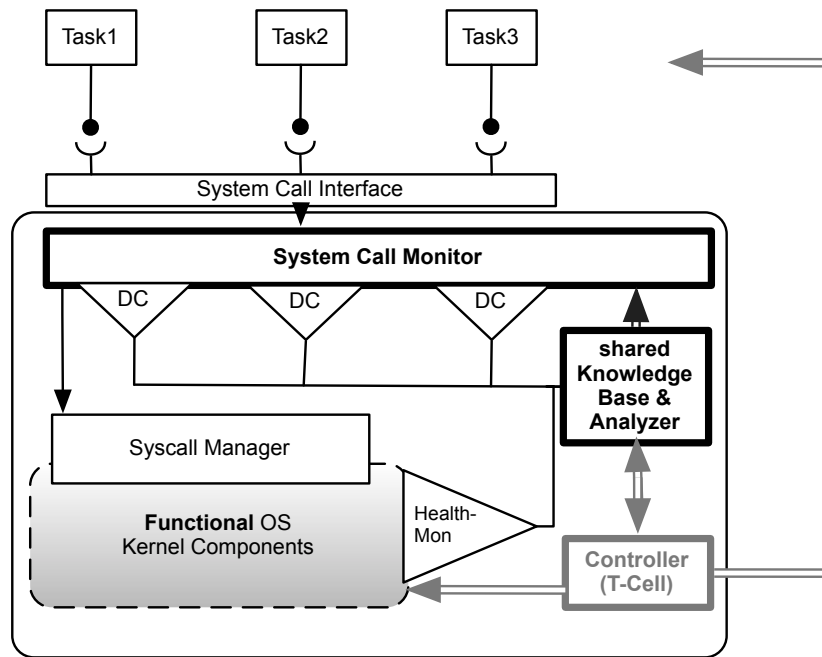 Task1
Task2
Task3
System Call Interface
System Call Monitor
DC
DC
DC
shared
Knowledge
Base &
Analyzer
Syscall Manager
Functional OS
Kernel Components
Health-
Mon
Controller
(T-Cell)